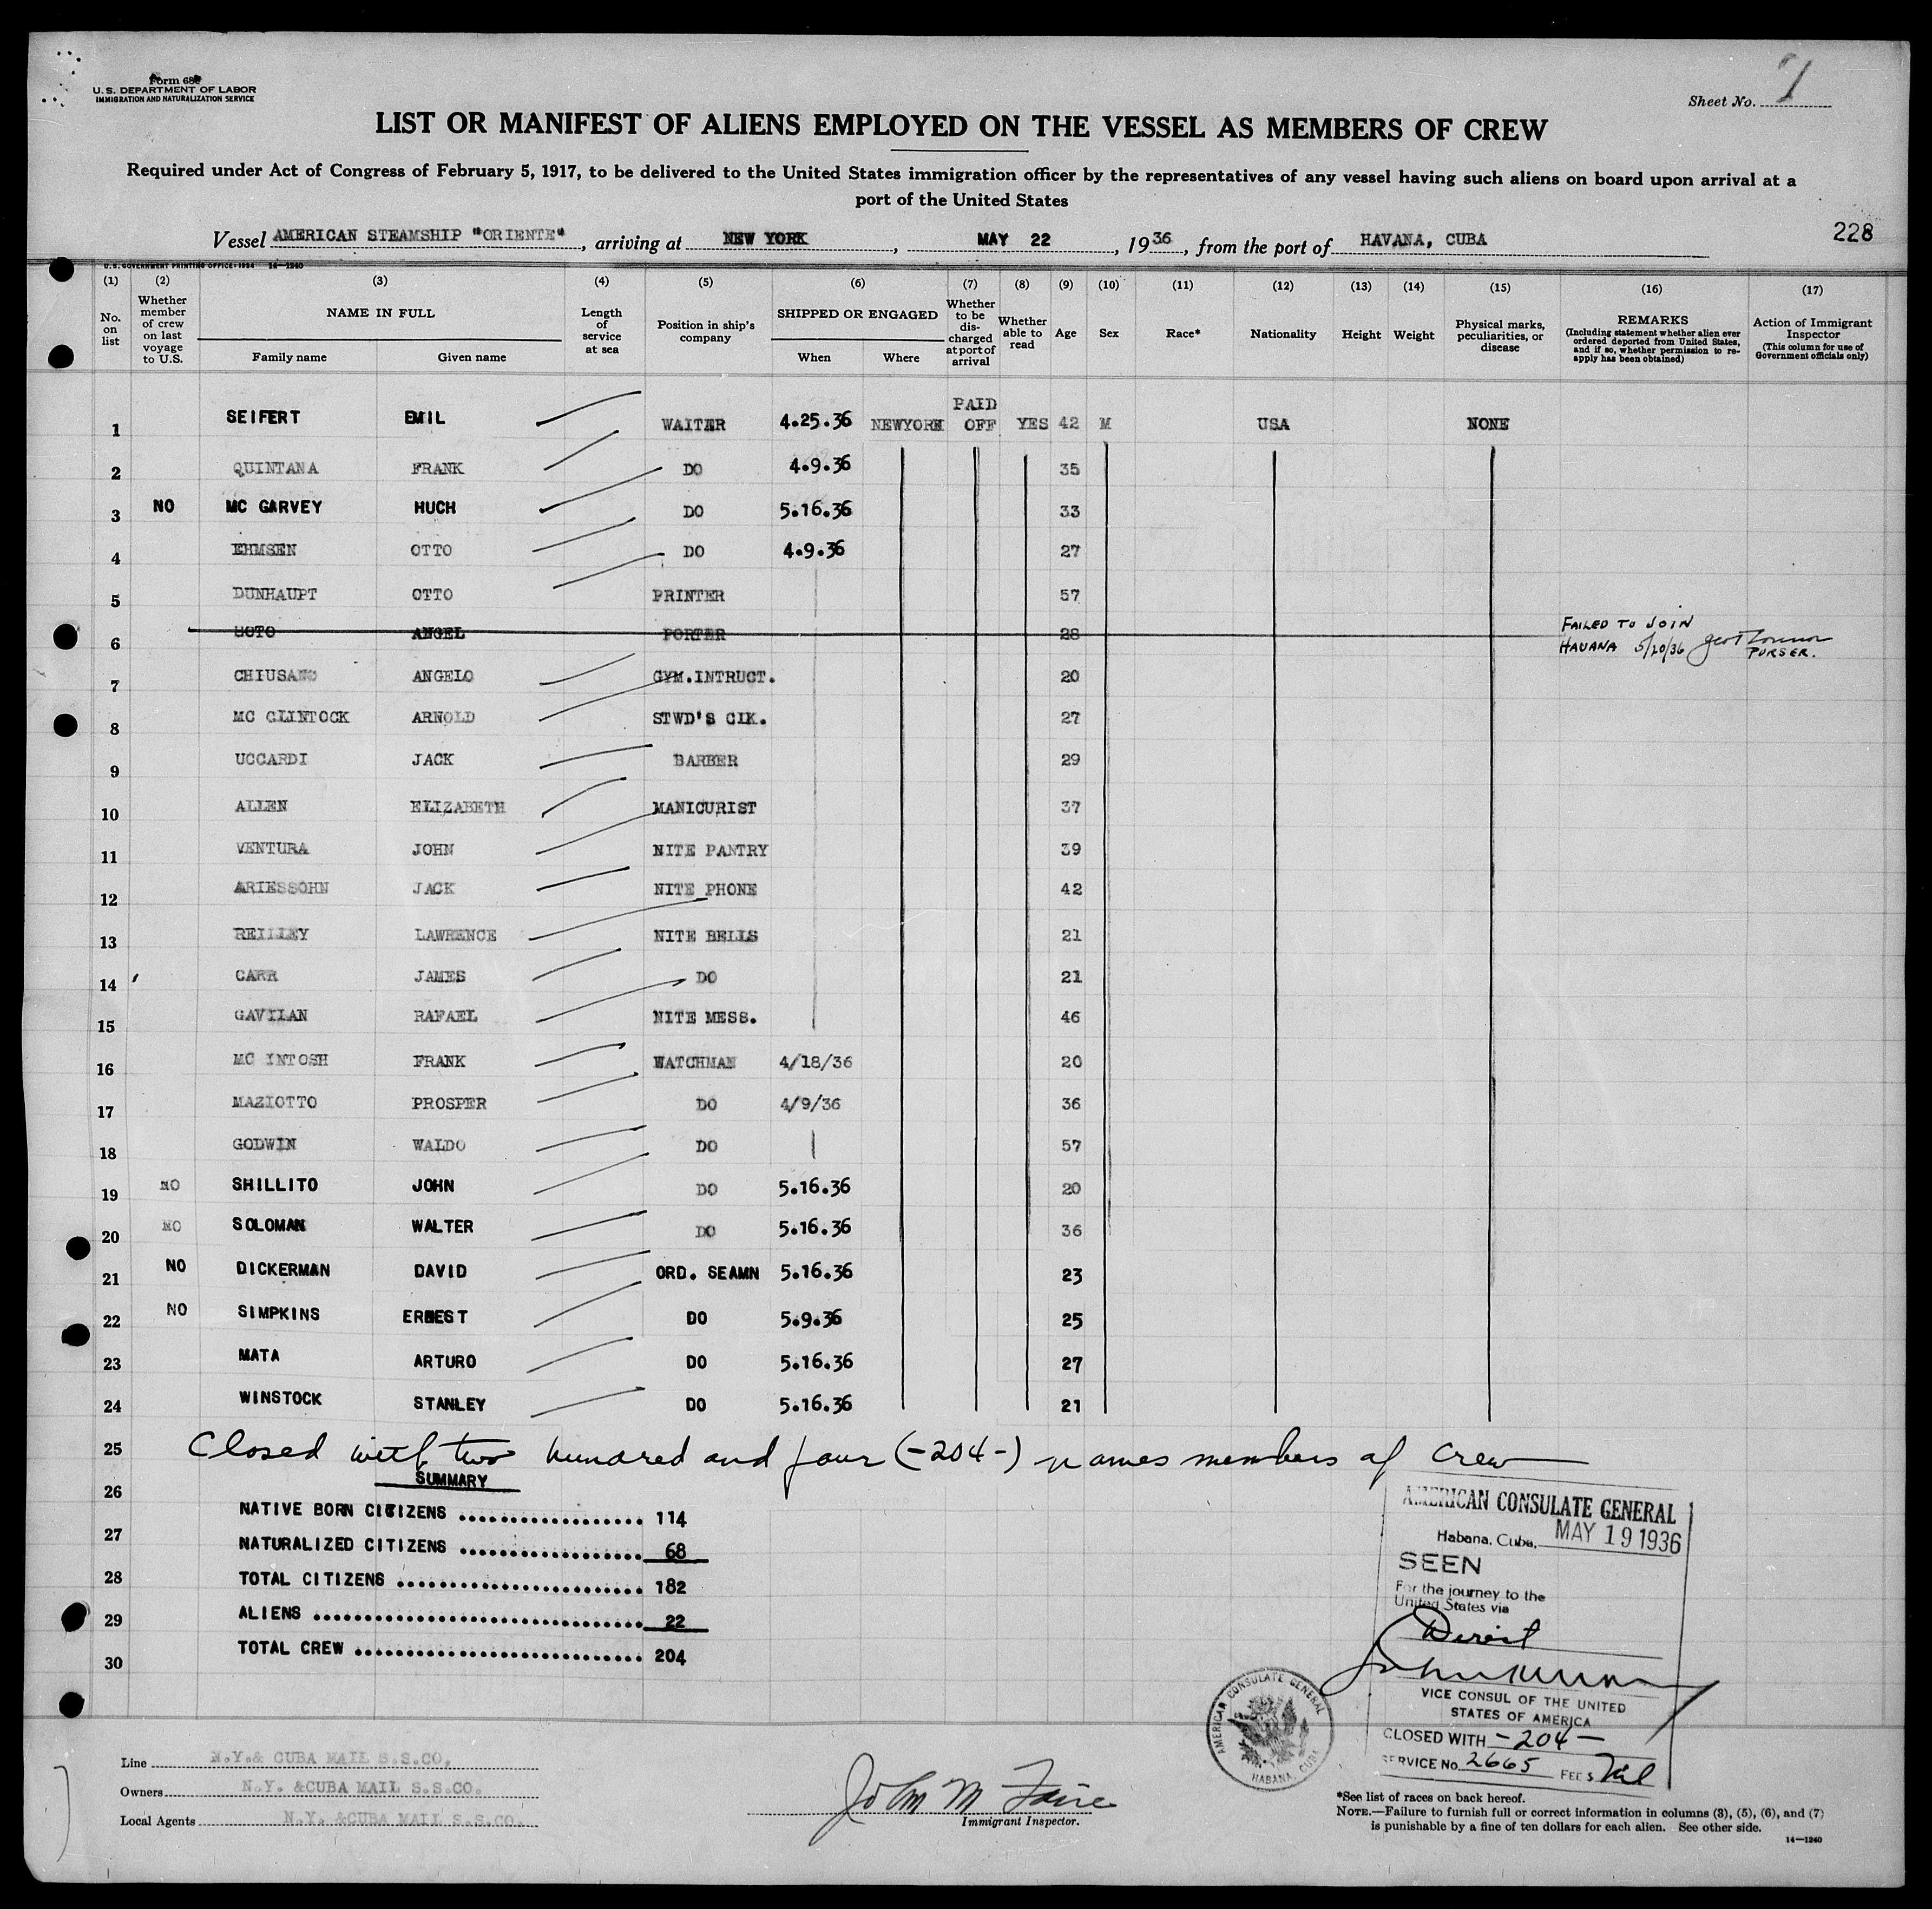 Form 680
U. S. DEPARTMENT OF LABOR
IMMIGRATION AND NATURALIZATION SERVICE
Sheet No. 7
LIST OR MANIFEST OF ALIENS EMPLOYED ON THE VESSEL AS MEMBERS OF CREW
Required under Act of Congress of February 5, 1917, to be delivered to the United States immigration officer by the representatives of any vessel having such aliens on board upon arrival at a
port of the United States
Vessel AMERICAN STEAMSHIP "ORIENTE", arriving at NEW YORK, MAY 22, 1936, from the port of HAVANA, CUBA
228
U.S. GOVERNMENT PRINTING OFFICE: 1934 14—1240
(1) No. on list
(2) Whether member of crew on last voyage to U.S.
(3) NAME IN FULL Family name Given name
(4) Length of service at sea
(5) Position in ship's company
(6) SHIPPED OR ENGAGED When Where
(7) Whether to be discharged at port of arrival
(8) Whether able to read
(9) Age
(10) Sex
(11) Race*
(12) Nationality
(13) Height
(14) Weight
(15) Physical marks, peculiarities, or disease
(16) REMARKS (Including statement whether alien ever ordered deported from United States, and if so, whether permission to reapply has been obtained)
(17) Action of Immigrant Inspector (This column for use of Government officials only)
1 SEIFERT EMIL WAITER 4.25.36 NEWYORK PAID OFF YES 42 M USA NONE
2 QUINTANA FRANK DO 4.9.36 35
3 NO MC GARVEY HUCH DO 5.16.36 33
4 EHMSEN OTTO DO 4.9.36 27
5 DUNHAUPT OTTO PRINTER 57
6 SOTO ANGEL PORTER 28 FAILED TO JOIN
HAVANA 5/20/36 PURSER.
7 CHIUSANO ANGELO GYM.INTRUCT. 20
8 MC CLINTOCK ARNOLD STWD'S CIK. 27
9 UCCARDI JACK BARBER 29
10 ALLEN ELIZABETH MANICURIST 37
11 VENTURA JOHN NITE PANTRY 39
12 ARIESSOHN JACK NITE PHONE 42
13 REILLEY LAWRENCE NITE BELLS 21
14 CARR JAMES DO 21
15 GAVILAN RAFAEL NITE MESS. 46
16 MC INTOSH FRANK WATCHMAN 4/18/36 20
17 MAZIOTTO PROSPER DO 4/9/36 36
18 GODWIN WALDO DO 57
19 NO SHILLITO JOHN DO 5.16.36 20
20 NO SOLOMAN WALTER DO 5.16.36 36
21 NO DICKERMAN DAVID ORD. SEAMN 5.16.36 23
22 NO SIMPKINS ERNEST DO 5.9.36 25
23 MATA ARTURO DO 5.16.36 27
24 WINSTOCK STANLEY DO 5.16.36 21
25 Closed with two hundred and four (-204-) names members of crew
SUMMARY
26
NATIVE BORN CITIZENS .................. 114
27
NATURALIZED CITIZENS .................. 68
28
TOTAL CITIZENS ........................ 182
29
ALIENS ................................ 22
30
TOTAL CREW ............................ 204
AMERICAN CONSULATE GENERAL
Habana, Cuba, MAY 19 1936
SEEN
For the journey to the
United States via
Direct
VICE CONSUL OF THE UNITED
STATES OF AMERICA
CLOSED WITH -204-
SERVICE No. 2665 FEE $ Nil
AMERICAN CONSULATE GENERAL HABANA, CUBA
Line N.Y.& CUBA MAIL S.S.CO.
Owners N.Y. &CUBA MAIL S.S.CO.
Local Agents N.Y. &CUBA MAIL S.S.CO.
John M
Immigrant Inspector.
*See list of races on back hereof.
NOTE.—Failure to furnish full or correct information in columns (3), (5), (6), and (7)
is punishable by a fine of ten dollars for each alien. See other side.
14—1240